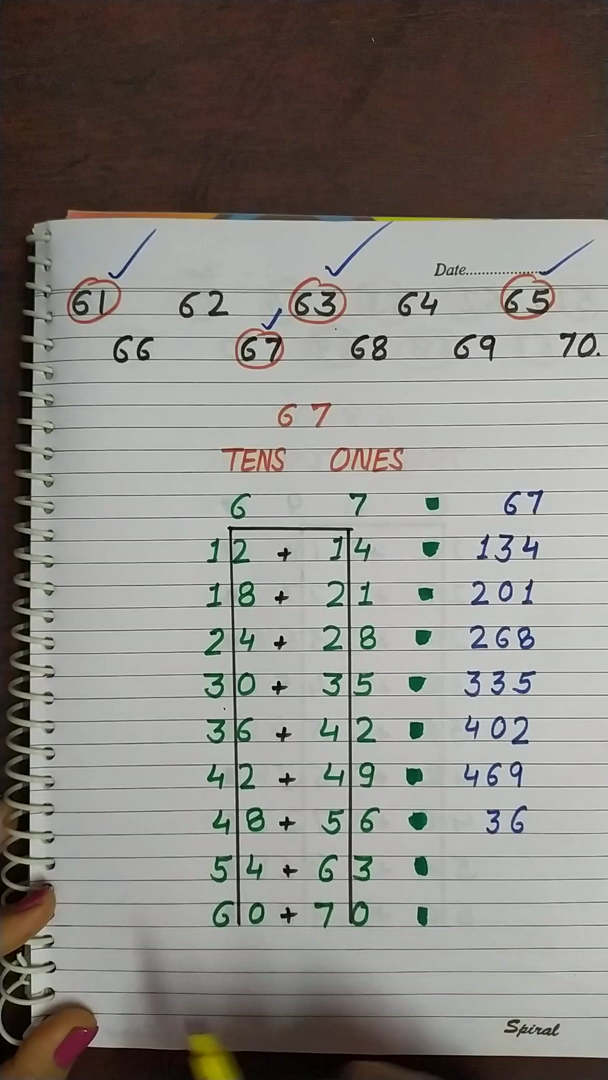 Date..................
61 62 63 64 65
66 67 68 69 70.
67
TENS ONES
6 7 67
12 + 14 134
18 + 21 201
24 + 28 268
30 + 35 335
36 + 42 402
42 + 49 469
48 + 56 36
54 + 63
60 + 70
Spiral